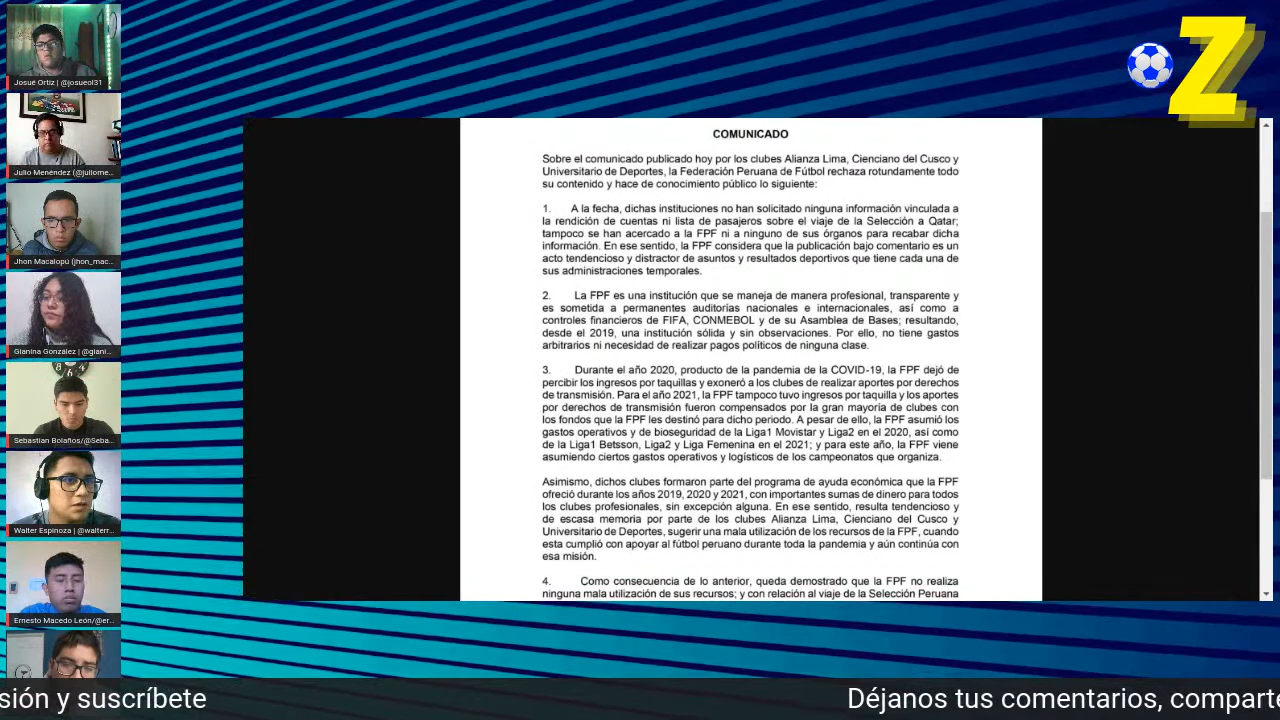 Josué Ortiz | @josueol31
Julio Menéndez (@juliome...
Jhon Macalopú (jhon_mac...
Gianina González | @giani...
Sebastian Bolaños/@Seba...
Walter Espinoza | @walterr...
Ernesto Macedo León/@er...
Z
COMUNICADO
Sobre el comunicado publicado hoy por los clubes Alianza Lima, Cienciano del Cusco y
Universitario de Deportes, la Federación Peruana de Fútbol rechaza rotundamente todo
su contenido y hace de conocimiento público lo siguiente:
1. A la fecha, dichas instituciones no han solicitado ninguna información vinculada a
la rendición de cuentas ni lista de pasajeros sobre el viaje de la Selección a Qatar;
tampoco se han acercado a la FPF ni a ninguno de sus órganos para recabar dicha
información. En ese sentido, la FPF considera que la publicación bajo comentario es un
acto tendencioso y distractor de asuntos y resultados deportivos que tiene cada una de
sus administraciones temporales.
2. La FPF es una institución que se maneja de manera profesional, transparente y
es sometida a permanentes auditorías nacionales e internacionales, así como a
controles financieros de FIFA, CONMEBOL y de su Asamblea de Bases; resultando,
desde el 2019, una institución sólida y sin observaciones. Por ello, no tiene gastos
arbitrarios ni necesidad de realizar pagos políticos de ninguna clase.
3. Durante el año 2020, producto de la pandemia de la COVID-19, la FPF dejó de
percibir los ingresos por taquillas y exoneró a los clubes de realizar aportes por derechos
de transmisión. Para el año 2021, la FPF tampoco tuvo ingresos por taquilla y los aportes
por derechos de transmisión fueron compensados por la gran mayoría de clubes con
los fondos que la FPF les destinó para dicho periodo. A pesar de ello, la FPF asumió los
gastos operativos y de bioseguridad de la Liga1 Movistar y Liga2 en el 2020, así como
de la Liga1 Betsson, Liga2 y Liga Femenina en el 2021; y para este año, la FPF viene
asumiendo ciertos gastos operativos y logísticos de los campeonatos que organiza.
Asimismo, dichos clubes formaron parte del programa de ayuda económica que la FPF
ofreció durante los años 2019, 2020 y 2021, con importantes sumas de dinero para todos
los clubes profesionales, sin excepción alguna. En ese sentido, resulta tendencioso y
de escasa memoria por parte de los clubes Alianza Lima, Cienciano del Cusco y
Universitario de Deportes, sugerir una mala utilización de los recursos de la FPF, cuando
esta cumplió con apoyar al fútbol peruano durante toda la pandemia y aún continúa con
esa misión.
4. Como consecuencia de lo anterior, queda demostrado que la FPF no realiza
ninguna mala utilización de sus recursos; y con relación al viaje de la Selección Peruana
sión y suscríbete
Déjanos tus comentarios, comparte